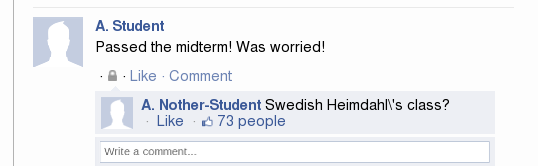 A. Student
Passed the midterm! Was worried!
· Like · Comment
A. Nother-Student Swedish Heimdahl\'s class?
· Like · 73 people
Write a comment...